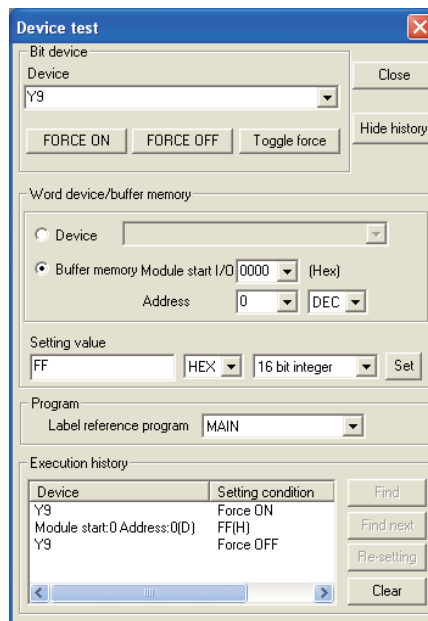 Device test
Bit device
Device
Close
Y9
Hide history
FORCE ON FORCE OFF Toggle force
Word device/buffer memory
Device
Buffer memory Module start I/O 0000 (Hex)
Address 0 DEC
Setting value
FF HEX 16 bit integer Set
Program
Label reference program MAIN
Execution history
Device Setting condition Find
Y9 Force ON
Module start:0 Address:0(D) FF(H) Find next
Y9 Force OFF
Re-setting
Clear